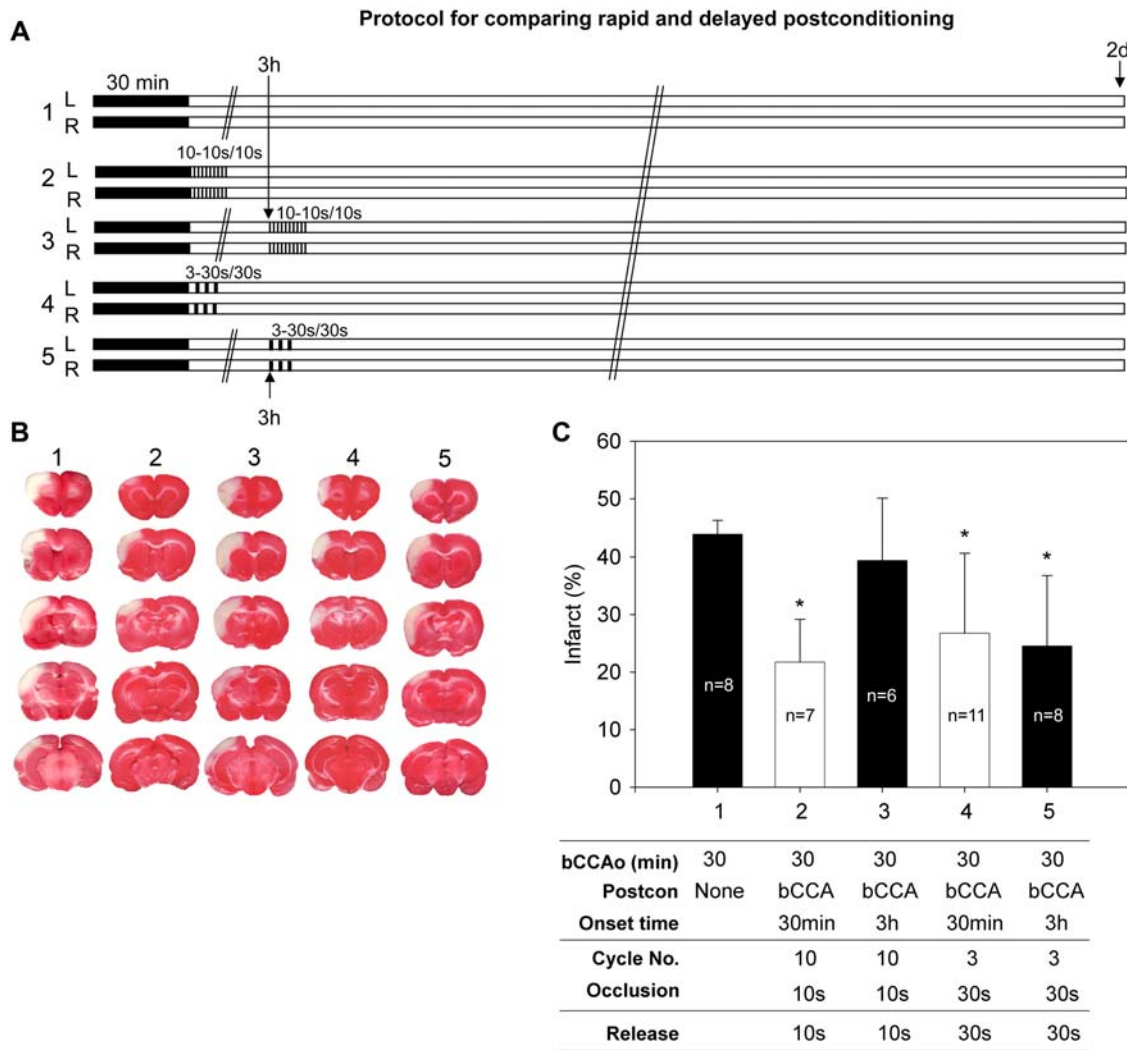 Protocol for comparing rapid and delayed postconditioning
A
3h
2d
30 min
1 L
R
10-10s/10s
2 L
R
10-10s/10s
3 L
R
3-30s/30s
4 L
R
3-30s/30s
5 L
R
3h
B
1 2 3 4 5
C
60
50
40
30
20
10
0
Infarct (%)
* * *
n=8 n=7 n=6 n=11 n=8
1 2 3 4 5
bCCAo (min) 30 30 30 30 30
Postcon None bCCA bCCA bCCA bCCA
Onset time 30min 3h 30min 3h
Cycle No. 10 10 3 3
Occlusion 10s 10s 30s 30s
Release 10s 10s 30s 30s